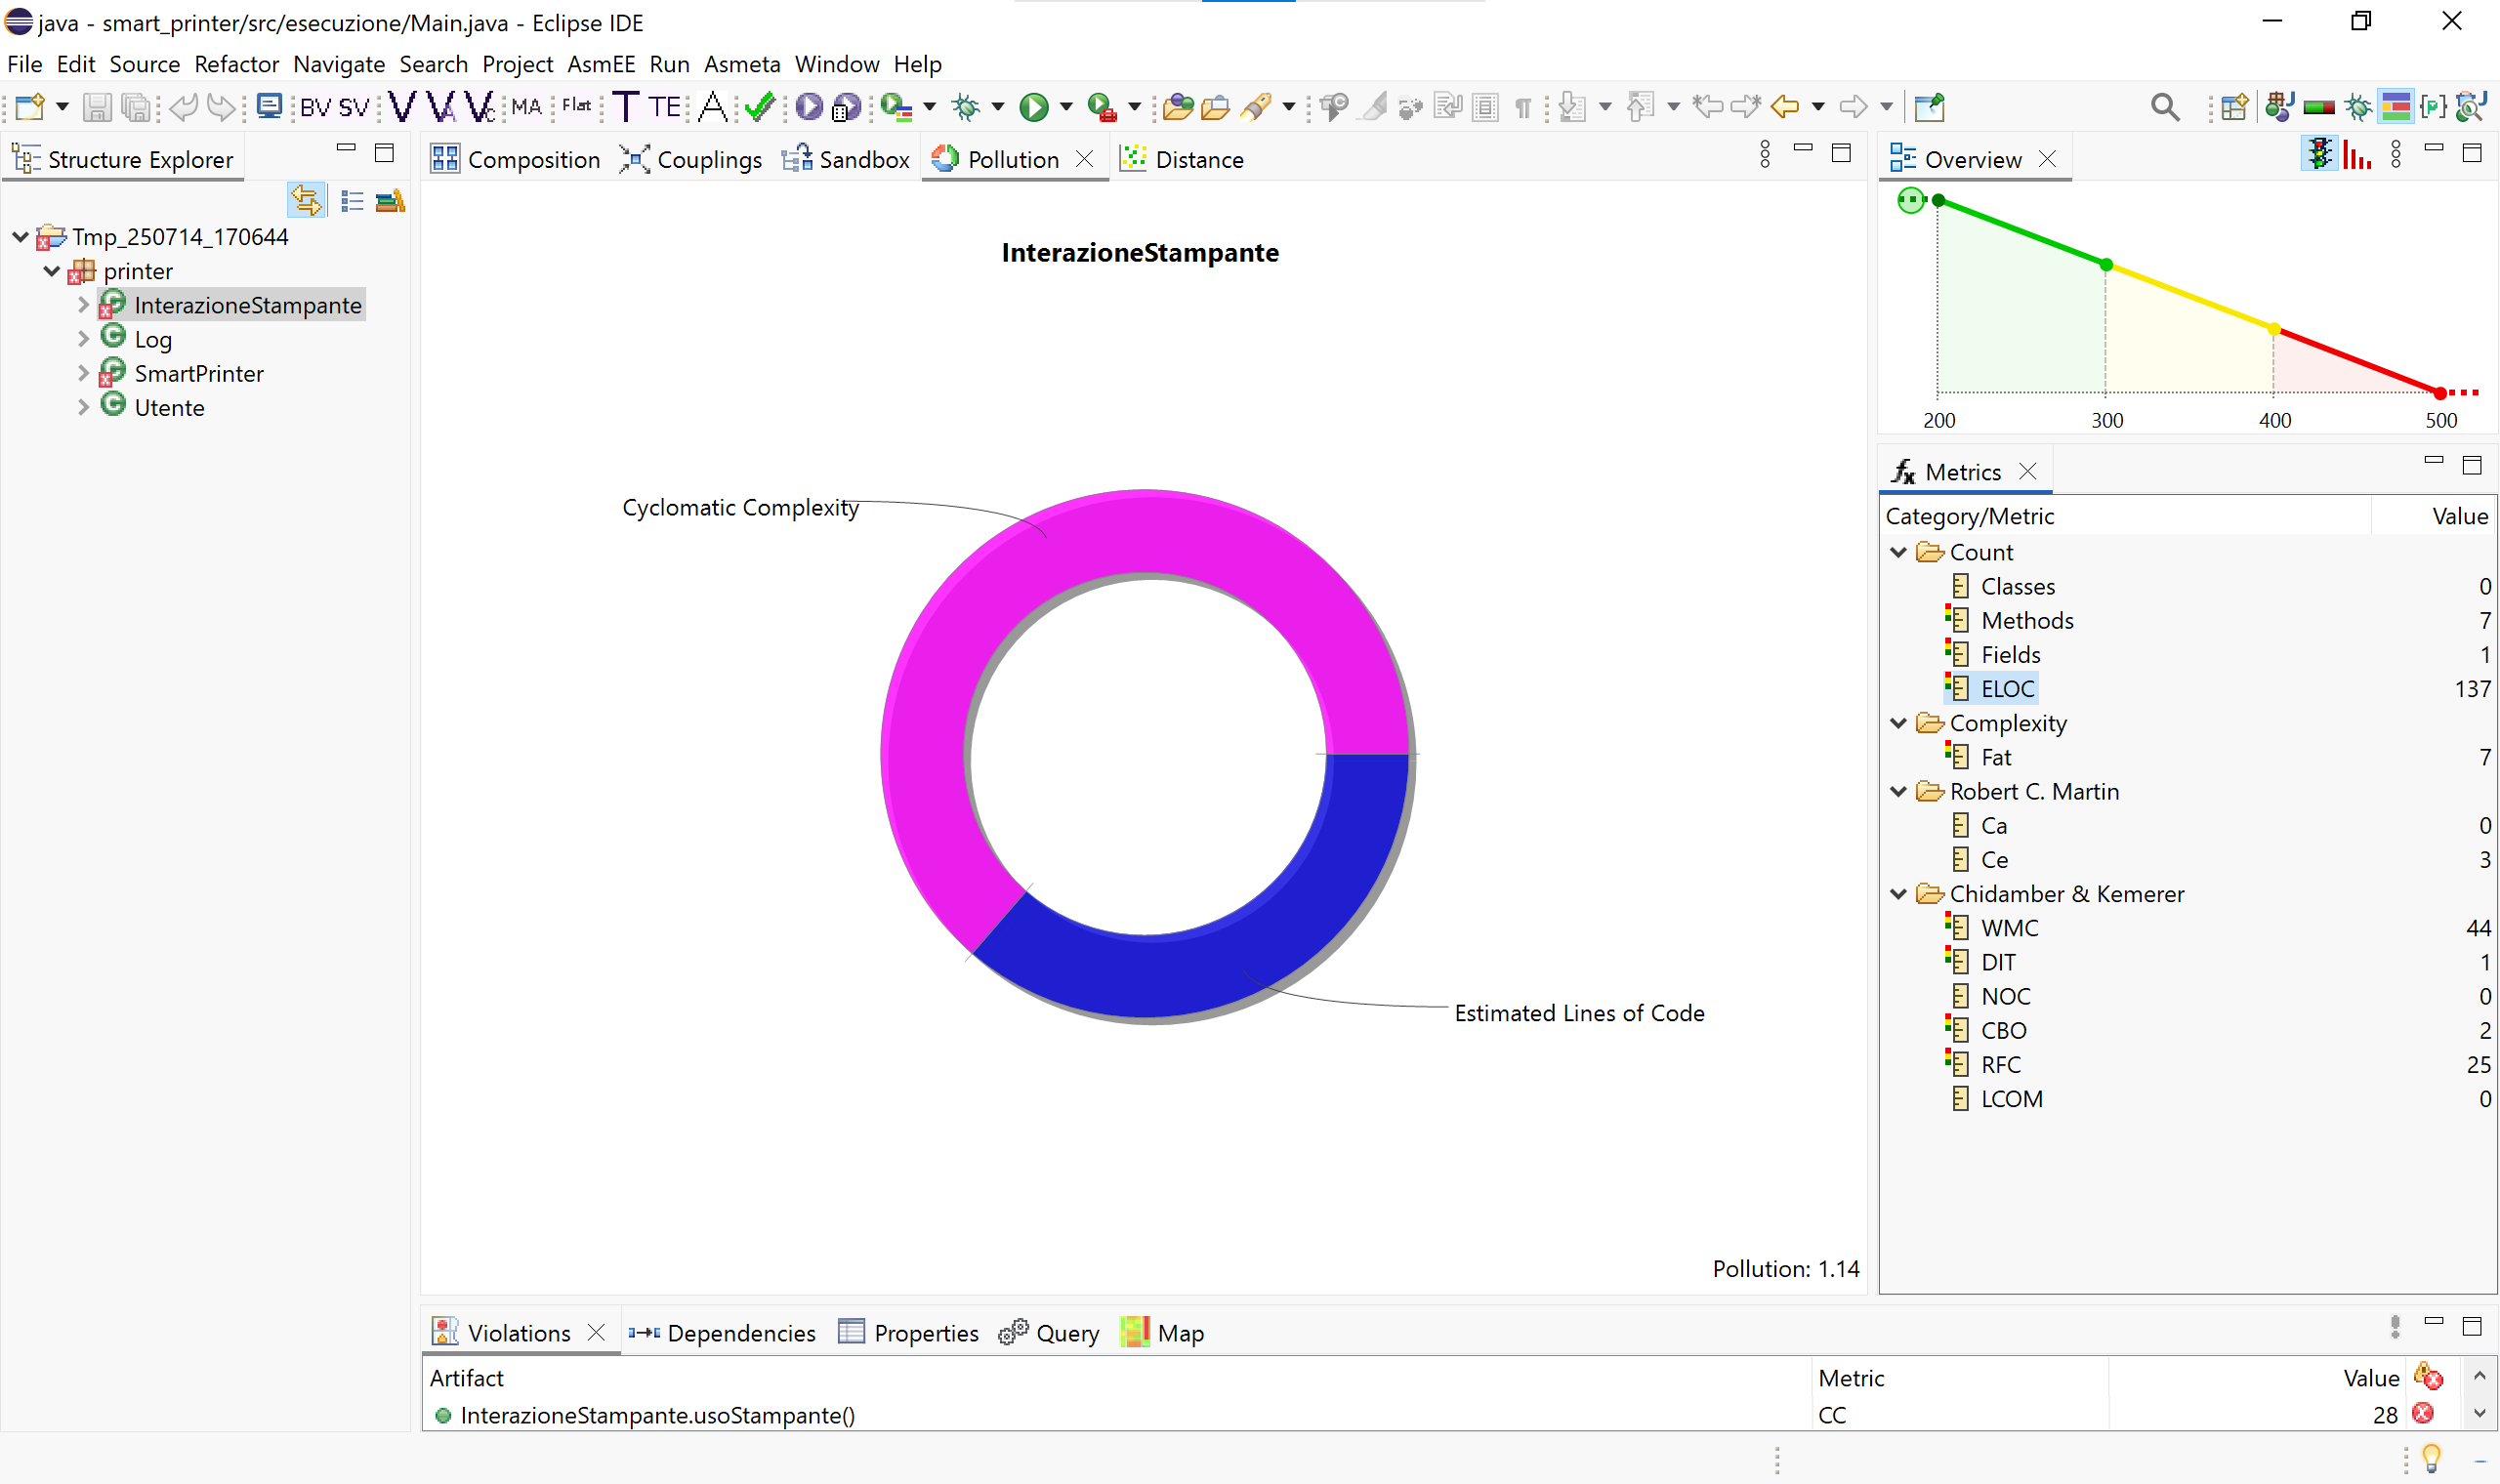 java - smart_printer/src/esecuzione/Main.java - Eclipse IDE
File Edit Source Refactor Navigate Search Project AsmEE Run Asmeta Window Help
BV SV V VA Vc MA Flat T TE A
Structure Explorer
Tmp_250714_170644
printer
InterazioneStampante
Log
SmartPrinter
Utente
Composition Couplings Sandbox Pollution Distance
InterazioneStampante
Cyclomatic Complexity
Estimated Lines of Code
Pollution: 1.14
Overview
200 300 400 500
Metrics
Category/Metric Value
Count
Classes 0
Methods 7
Fields 1
ELOC 137
Complexity
Fat 7
Robert C. Martin
Ca 0
Ce 3
Chidamber & Kemerer
WMC 44
DIT 1
NOC 0
CBO 2
RFC 25
LCOM 0
Violations Dependencies Properties Query Map
Artifact Metric Value
InterazioneStampante.usoStampante() CC 28